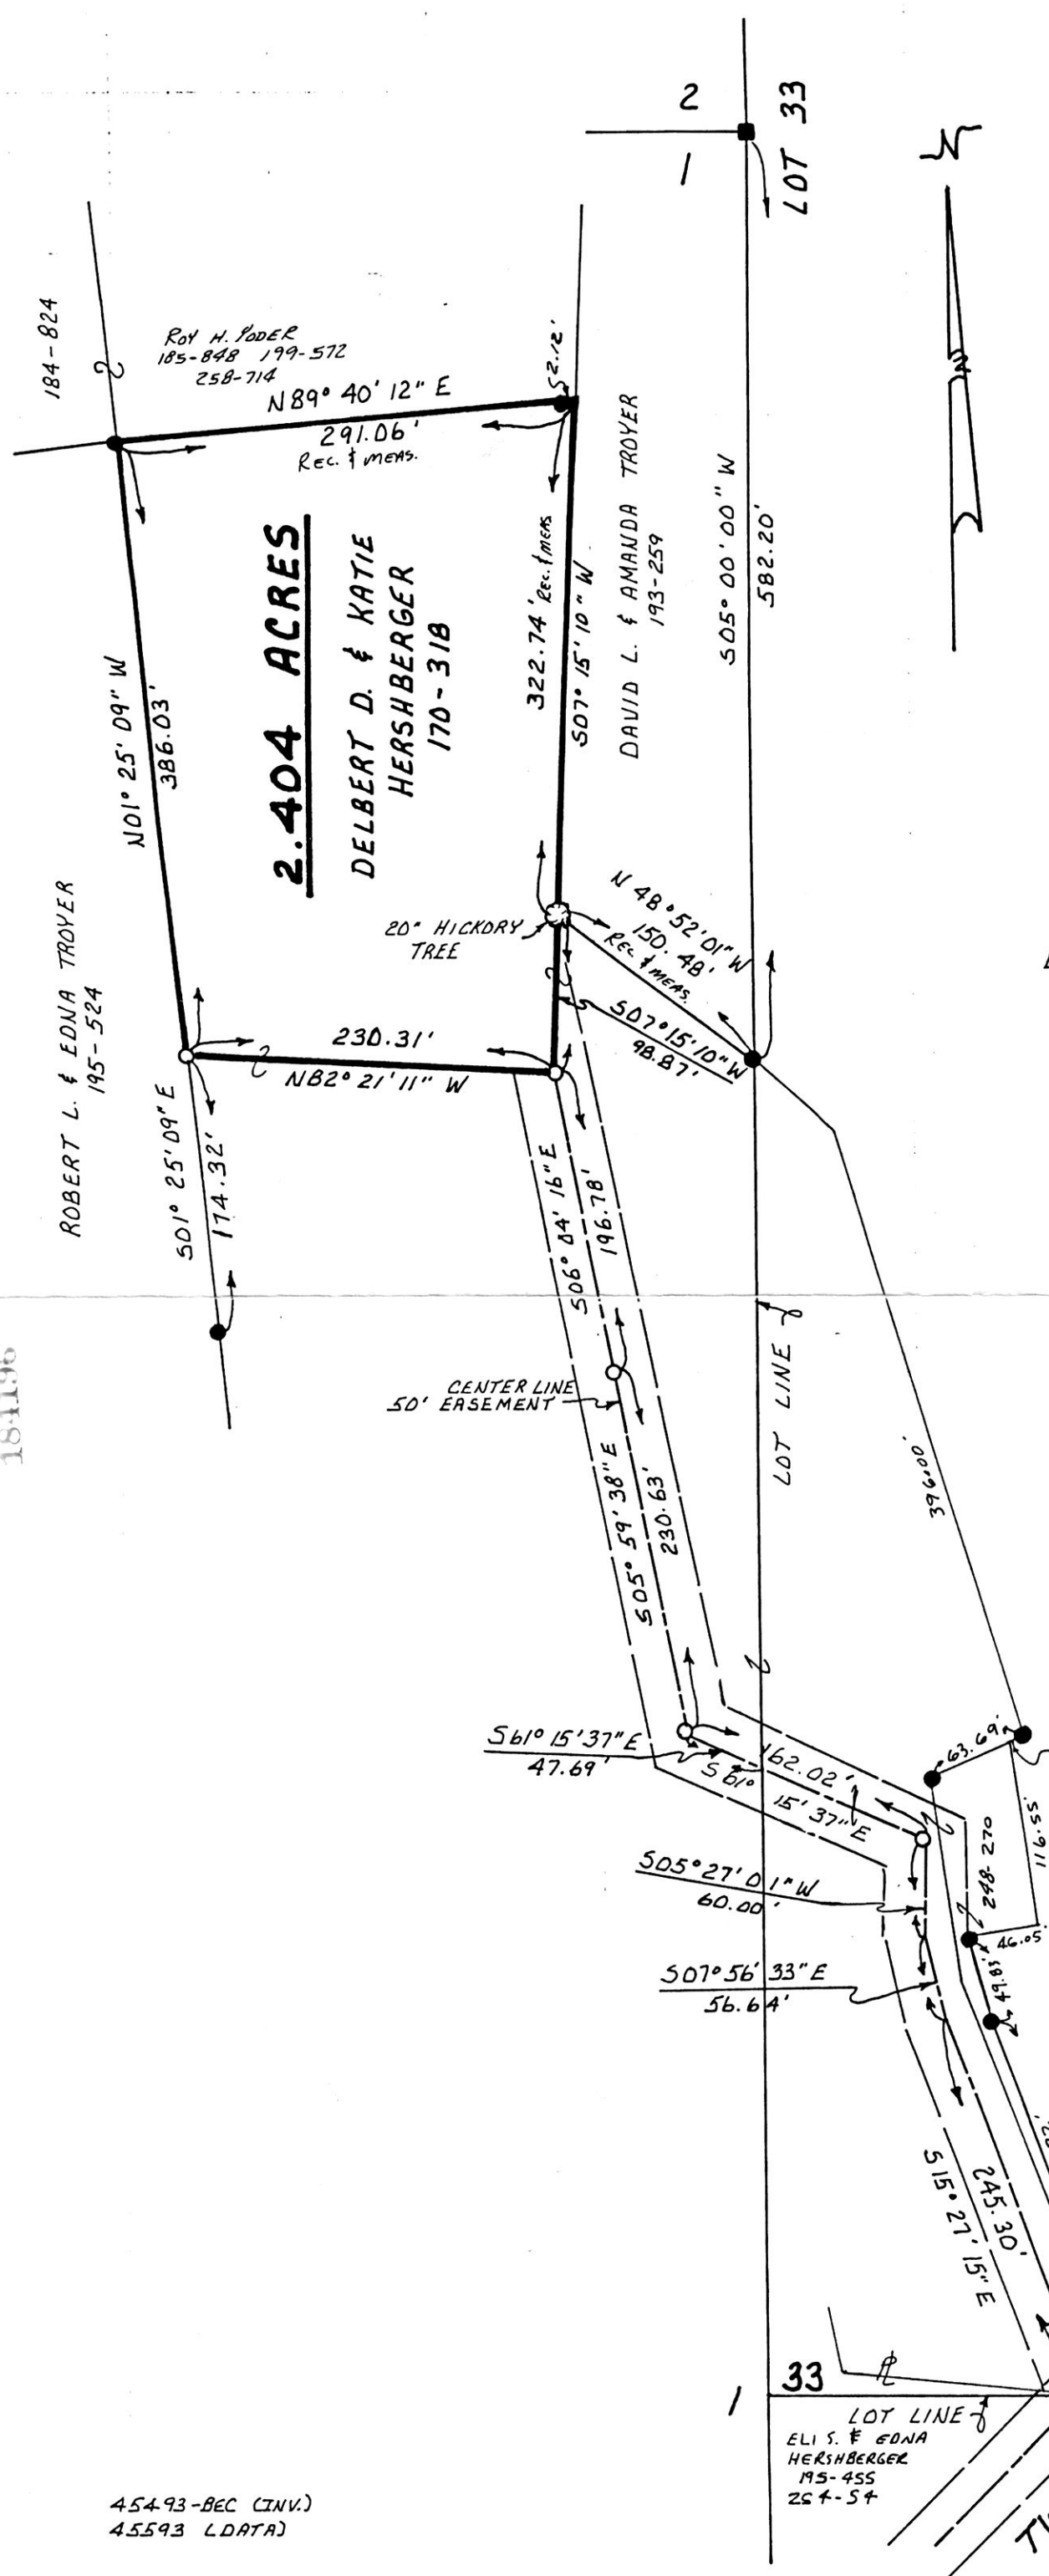 2
1
LOT 33
184-824
ROY H. YODER
185-848 199-572
258-714
N89° 40' 12" E
291.06'
REC. & MEAS.
2.404 ACRES
DELBERT D. & KATIE
HERSHBERGER
170-318
N01° 25' 09" W
386.03'
322.74' REC. & MEAS
S07° 15' 10" W
DAVID L. & AMANDA TROYER
193-259
S05° 00' 00" W
582.20'
20" HICKORY
TREE
N 48° 52' 01" W
150.48'
REC. & MEAS.
S07° 15' 10" W
98.87'
ROBERT L. & EDNA TROYER
195-524
230.31'
N82° 21' 11" W
S01° 25' 09" E
174.32'
S06° 04' 16" E
196.78'
184196
LOT LINE
CENTER LINE
50' EASEMENT
S05° 59' 38" E
230.63'
396.00'
S61° 15' 37" E
47.69'
162.02'
S 61°
15' 37" E
63.69'
116.55'
248-270
46.05'
49.85'
S05° 27' 01" W
60.00'
S07° 56' 33" E
56.64'
245.30'
S 15° 27' 15" E
1
33
LOT LINE
ELI S. & EDNA
HERSHBERGER
195-455
254-54
45493-BEC (INV.)
45593 (DATA)